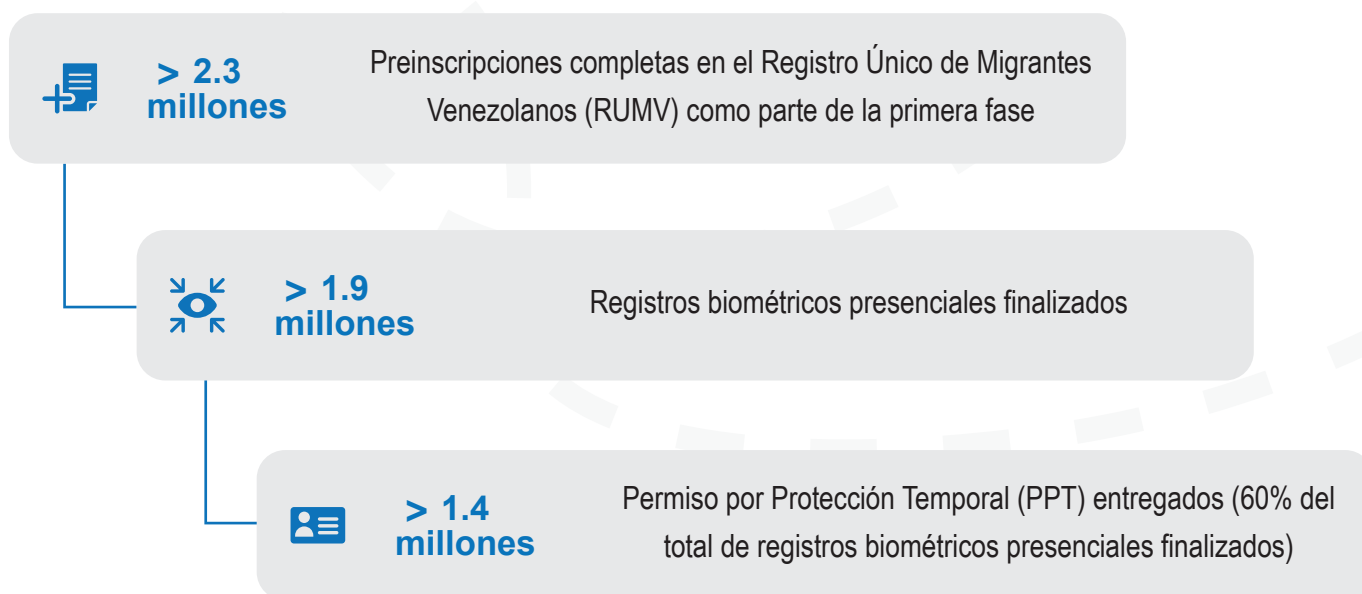 > 2.3
millones
Preinscripciones completas en el Registro Único de Migrantes
Venezolanos (RUMV) como parte de la primera fase
> 1.9
millones
Registros biométricos presenciales finalizados
> 1.4
millones
Permiso por Protección Temporal (PPT) entregados (60% del
total de registros biométricos presenciales finalizados)